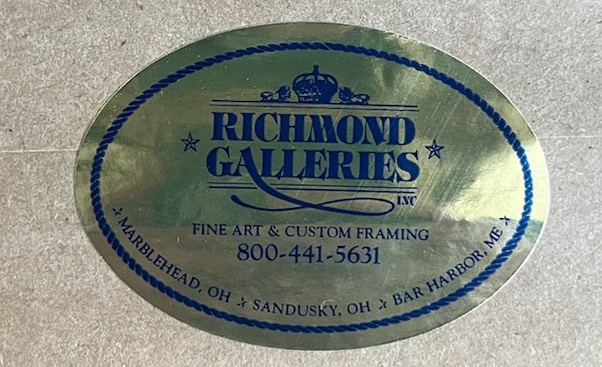 RICHMOND
GALLERIES
INC
FINE ART & CUSTOM FRAMING
800-441-5631
MARBLEHEAD, OH ☆ SANDUSKY, OH ☆ BAR HARBOR, ME